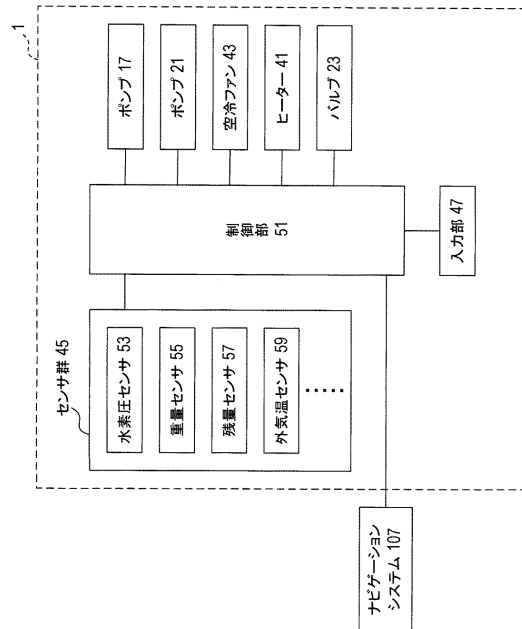 1
ポンプ 17
ポンプ 21
空冷ファン 43
ヒーター 41
バルブ 23
制御部
51
入力部 47
センサ群 45
水素圧センサ 53
重量センサ 55
残量センサ 57
外気温センサ 59
ナビゲーション
システム 107